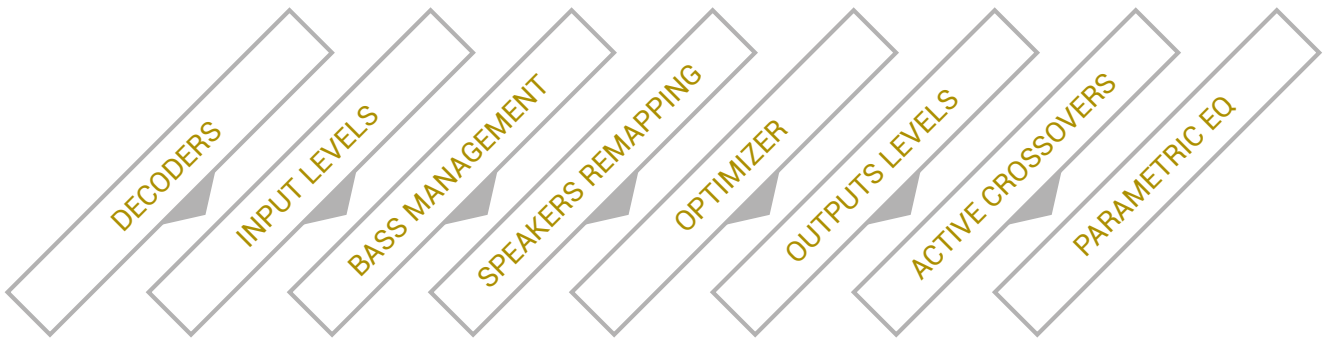 DECODERS
INPUT LEVELS
BASS MANAGEMENT
SPEAKERS REMAPPING
OPTIMIZER
OUTPUTS LEVELS
ACTIVE CROSSOVERS
PARAMETRIC EQ